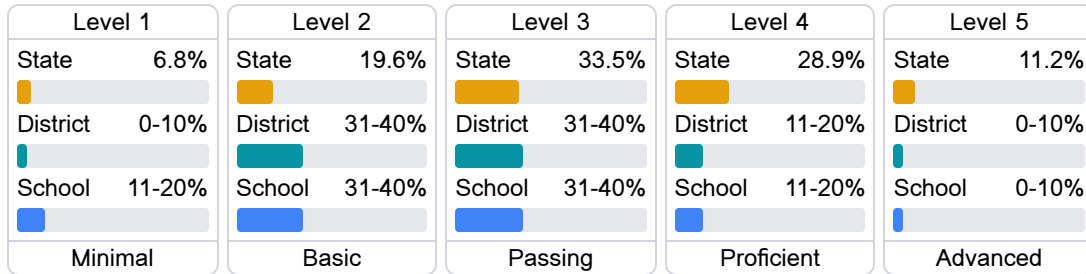 Level 1
State 6.8%
District 0-10%
School 11-20%
Minimal
Level 2
State 19.6%
District 31-40%
School 31-40%
Basic
Level 3
State 33.5%
District 31-40%
School 31-40%
Passing
Level 4
State 28.9%
District 11-20%
School 11-20%
Proficient
Level 5
State 11.2%
District 0-10%
School 0-10%
Advanced